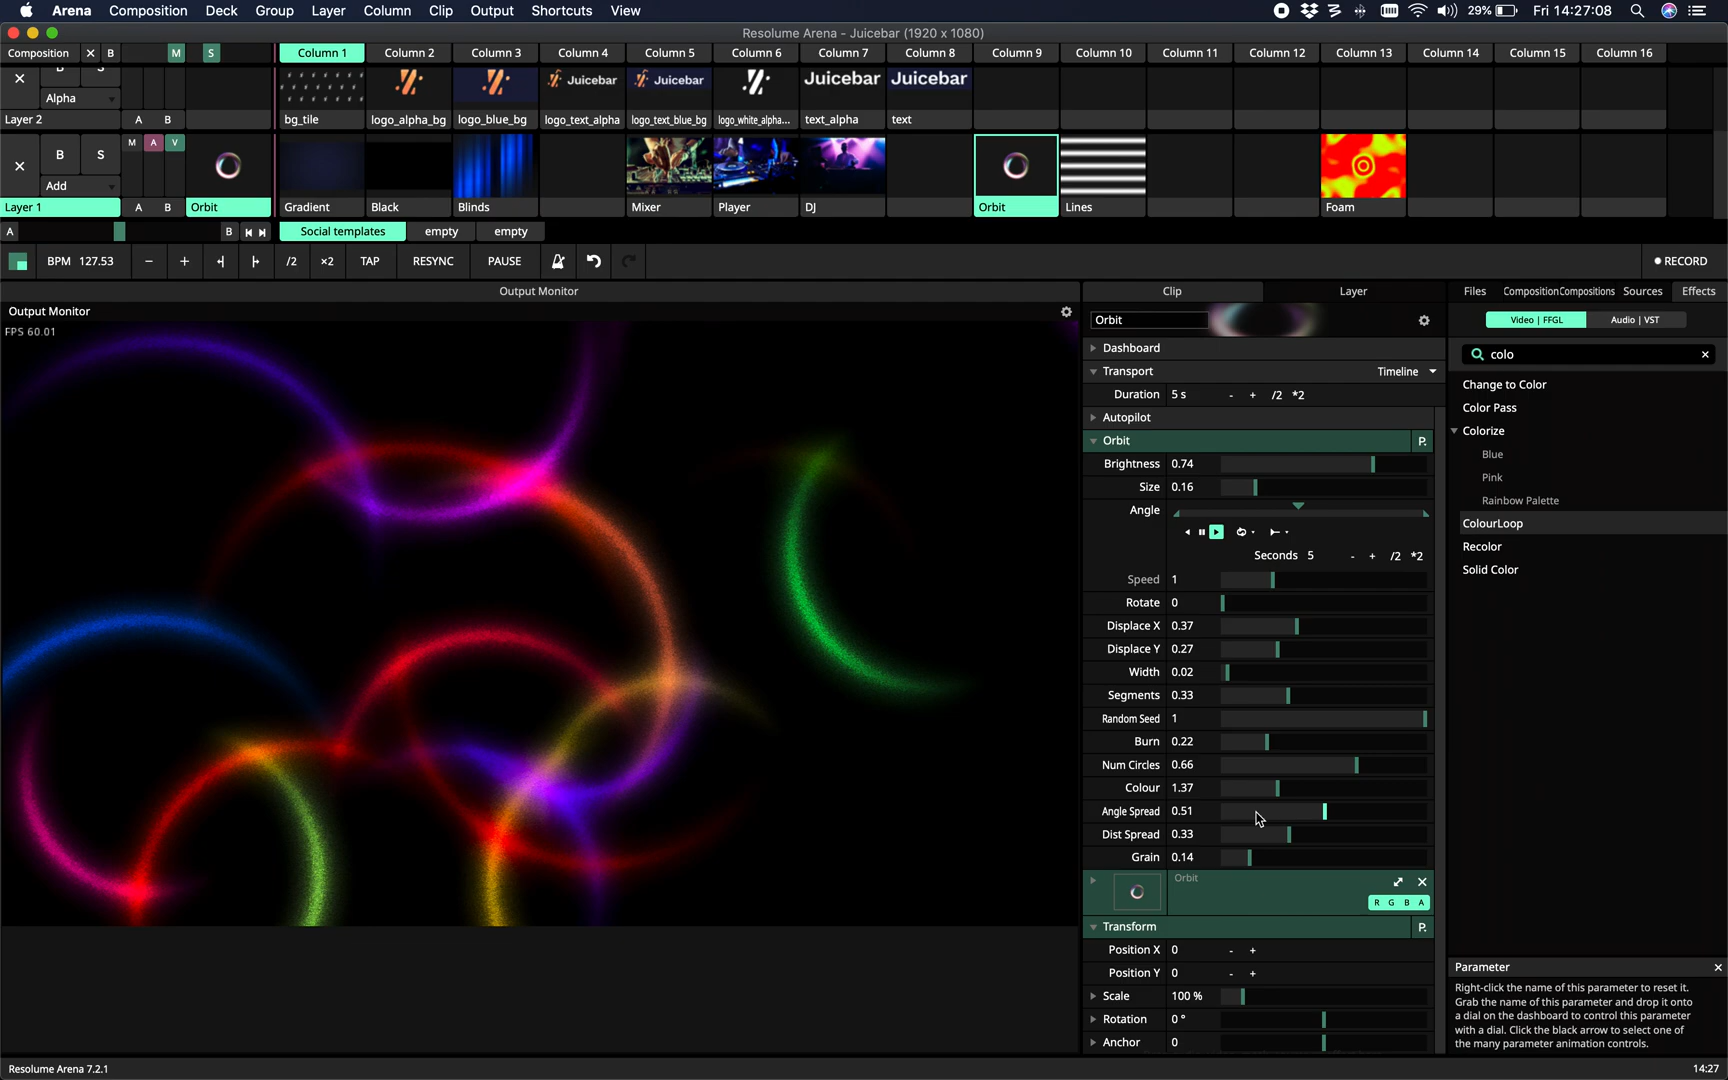 Arena Composition Deck Group Layer Column Clip Output Shortcuts View 29% Fri 14:27:08
Resolume Arena - Juicebar (1920 x 1080)
Composition X B M S Column 1 Column 2 Column 3 Column 4 Column 5 Column 6 Column 7 Column 8 Column 9 Column 10 Column 11 Column 12 Column 13 Column 14 Column 15 Column 16
B S Juicebar Juicebar Juicebar Juicebar
Alpha
Layer 2 A B bg_tile logo_alpha_bg logo_blue_bg logo_text_alpha logo_text_blue_bg logo_white_alpha... text_alpha text
M A V
B S
Add
Layer 1 A B Orbit Gradient Black Blinds Mixer Player DJ Orbit Lines Foam
A B Social templates empty empty
BPM 127.53 - + /2 ×2 TAP RESYNC PAUSE RECORD
Output Monitor Clip Layer Files CompositionCompositions Sources Effects
Output Monitor
FPS 60.01
Orbit
Dashboard
Transport Timeline
Duration 5 s - + /2 *2
Autopilot
Orbit P.
Brightness 0.74
Size 0.16
Angle
Seconds 5 - + /2 *2
Speed 1
Rotate 0
Displace X 0.37
Displace Y 0.27
Width 0.02
Segments 0.33
Random Seed 1
Burn 0.22
Num Circles 0.66
Colour 1.37
Angle Spread 0.51
Dist Spread 0.33
Grain 0.14
Orbit
R G B A
Transform P.
Position X 0 - +
Position Y 0 - +
Scale 100 %
Rotation 0 °
Anchor 0
Video | FFGL Audio | VST
colo
Change to Color
Color Pass
Colorize
Blue
Pink
Rainbow Palette
ColourLoop
Recolor
Solid Color
Parameter
Right-click the name of this parameter to reset it.
Grab the name of this parameter and drop it onto
a dial on the dashboard to control this parameter
with a dial. Click the black arrow to select one of
the many parameter animation controls.
Resolume Arena 7.2.1 14:27